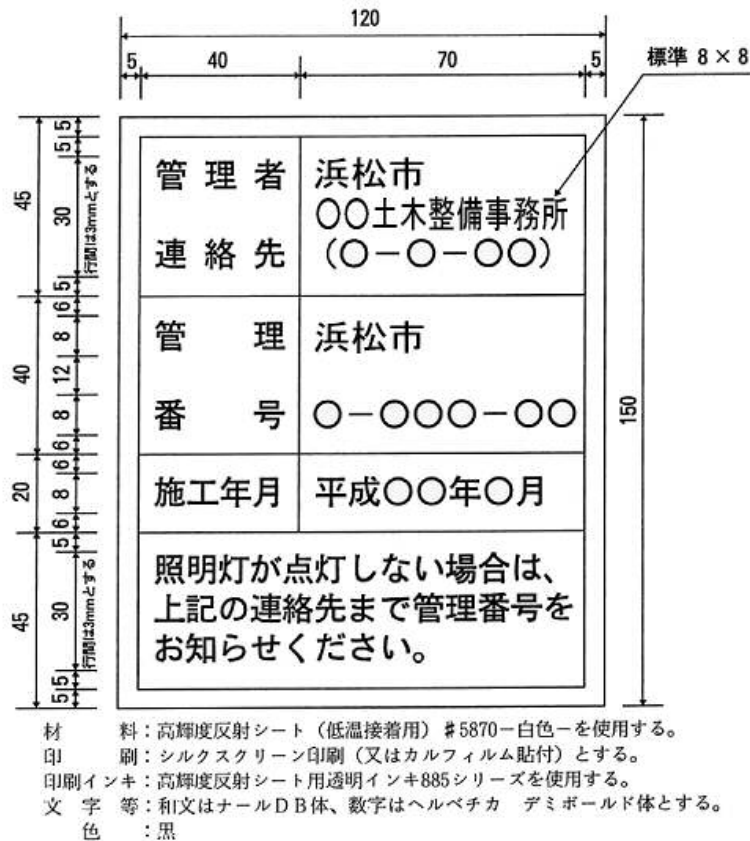 120
5 40 70 5
標準 8×8
45 5 5 30 5 行間は3mmとする
管理者 浜松市
〇〇土木整備事務所
連絡先 (〇－〇－〇〇)
40 6 8 12 8 6
管理 浜松市
番号 〇－〇〇〇－〇〇
150
20 6 8 6
施工年月 平成〇〇年〇月
45 5 30 5 5 行間は3mmとする
照明灯が点灯しない場合は、
上記の連絡先まで管理番号を
お知らせください。
材料：高輝度反射シート（低温接着用）＃5870－白色－を使用する。
印刷：シルクスクリーン印刷（又はカルフィルム貼付）とする。
印刷インキ：高輝度反射シート用透明インキ885シリーズを使用する。
文字等：和文はナールＤＢ体、数字はヘルベチカ　デミボールド体とする。
色：黒